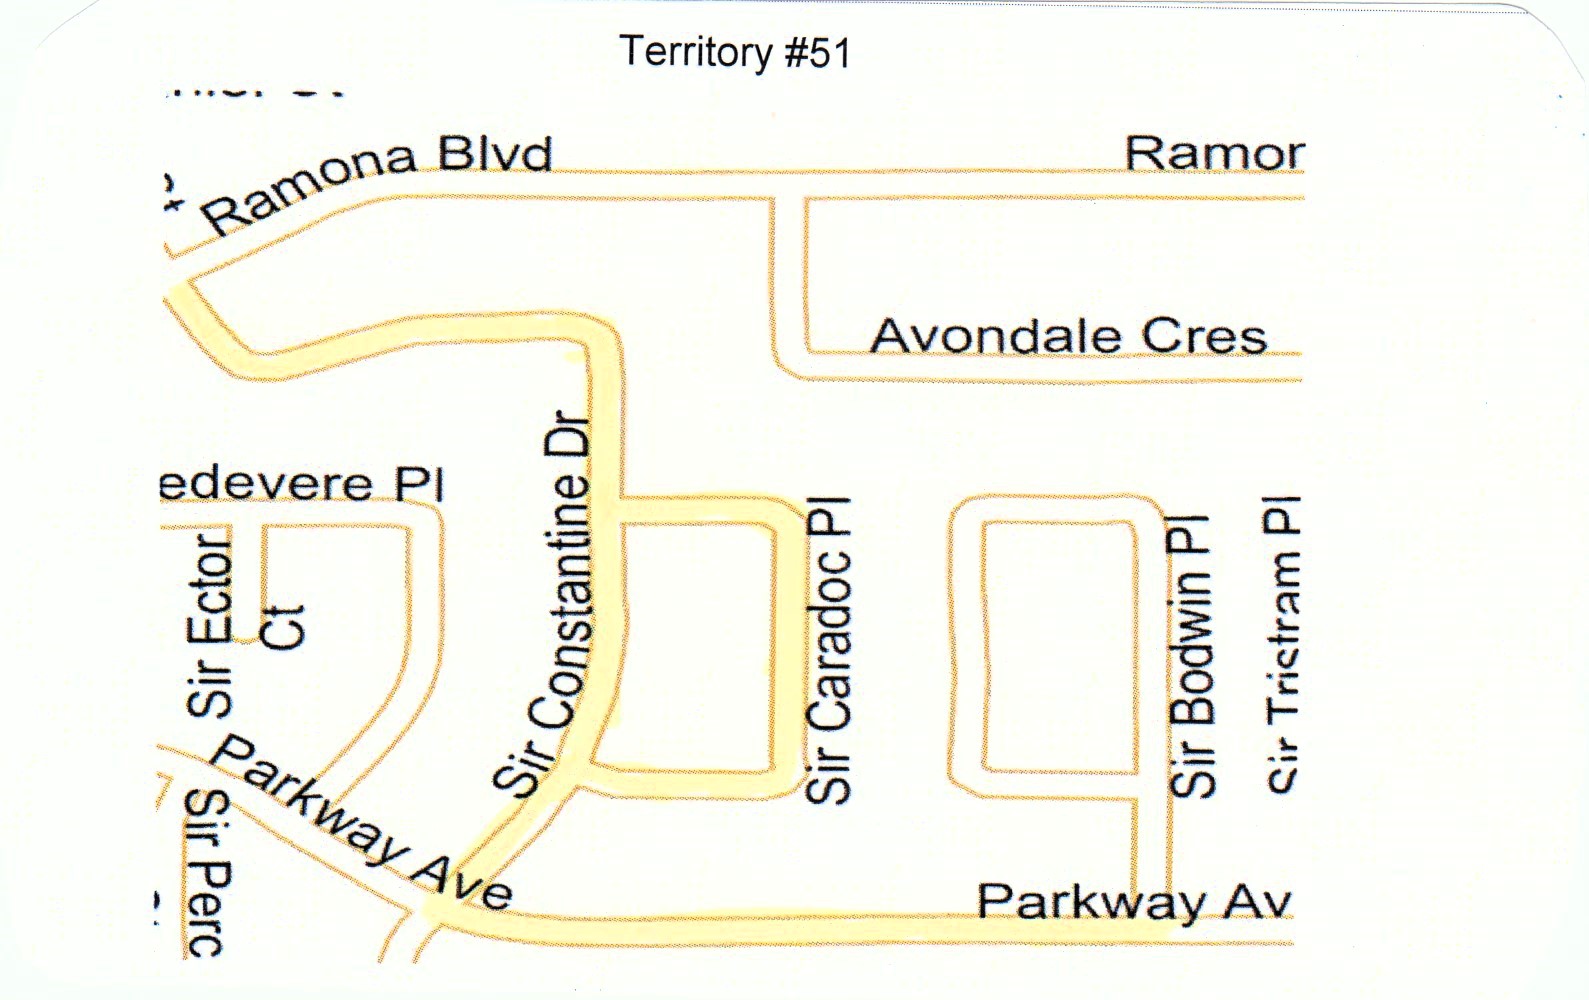 Territory #51
Ramona Blvd
Ramor
Avondale Cres
edevere Pl
Sir Ector
Ct
Sir Constantine Dr
Sir Caradoc Pl
Sir Bodwin Pl
Sir Tristram Pl
Parkway Ave
Sir Perc
Parkway Av